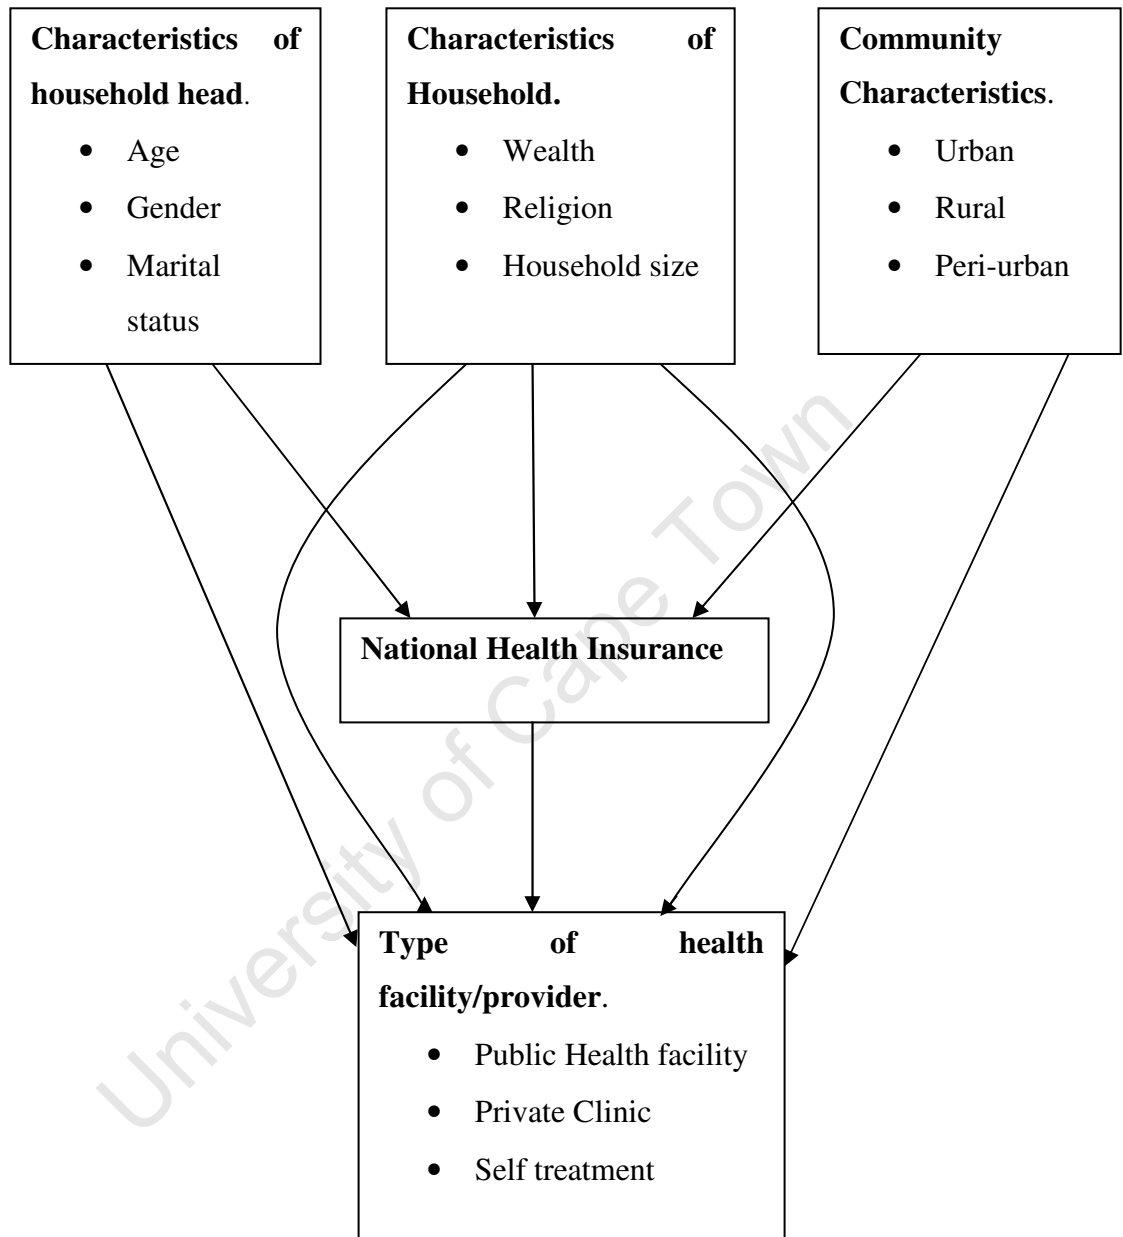 Characteristics of
household head.
• Age
• Gender
• Marital
status
Characteristics of
Household.
• Wealth
• Religion
• Household size
Community
Characteristics.
• Urban
• Rural
• Peri-urban
National Health Insurance
Type of health
facility/provider.
• Public Health facility
• Private Clinic
• Self treatment
University of Cape Town